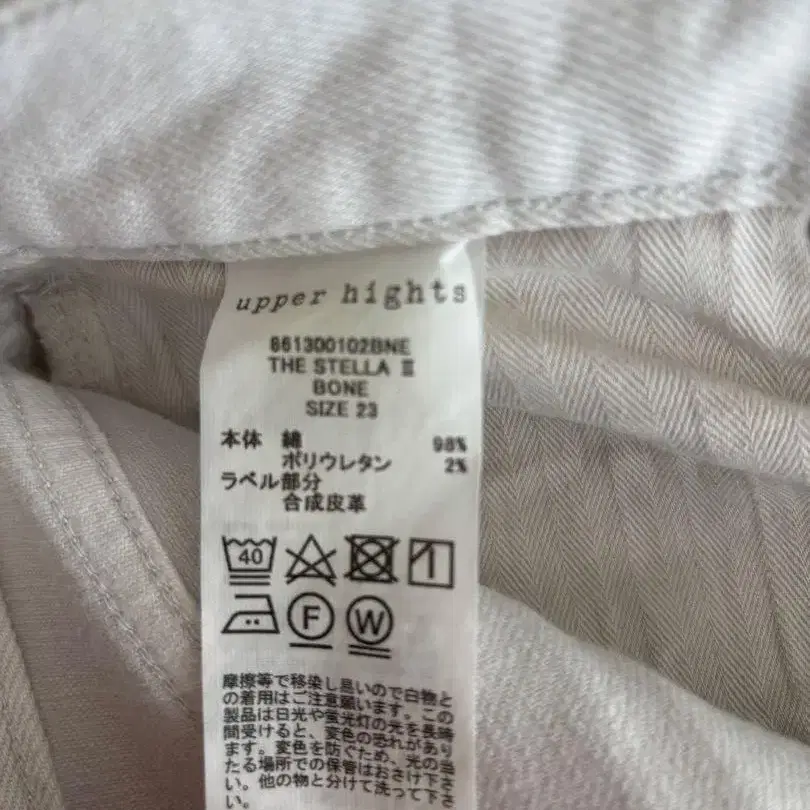 upper hights
661300102BNE
THE STELLA Ⅲ
BONE
SIZE 23
本体 綿 98%
ポリウレタン 2%
ラベル部分
合成皮革
40
F W
摩擦等で移染し易いので白物と
の着用はご注意願います。この
製品は日光や蛍光灯の光を長時
間受けると、変色の恐れがあり
ます。変色を防ぐため、光の当
たる場所での保管はおさけ下さ
い。他の物と分けて洗って下さ
い。